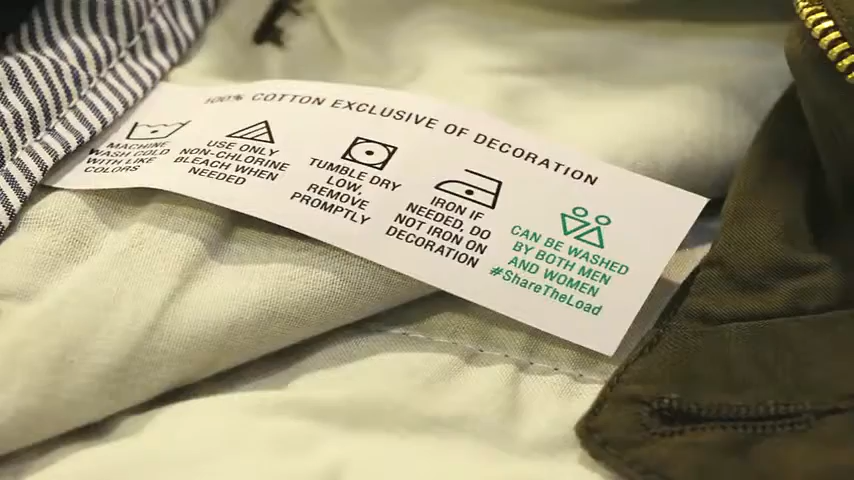 100% COTTON EXCLUSIVE OF DECORATION
MACHINE
WASH COLD
WITH LIKE
COLORS
USE ONLY
NON-CHLORINE
BLEACH WHEN
NEEDED
TUMBLE DRY
LOW,
REMOVE
PROMPTLY
IRON IF
NEEDED, DO
NOT IRON ON
DECORATION
CAN BE WASHED
BY BOTH MEN
AND WOMEN
#ShareTheLoad